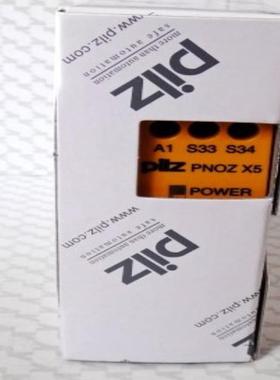 www.pilz.com
safe automation
more than automation
pilz
A1 S33 S34
pilz PNOZ X5
POWER
www.pilz.com
safe automation
more than automation
pilz
www.pilz.com
pilz